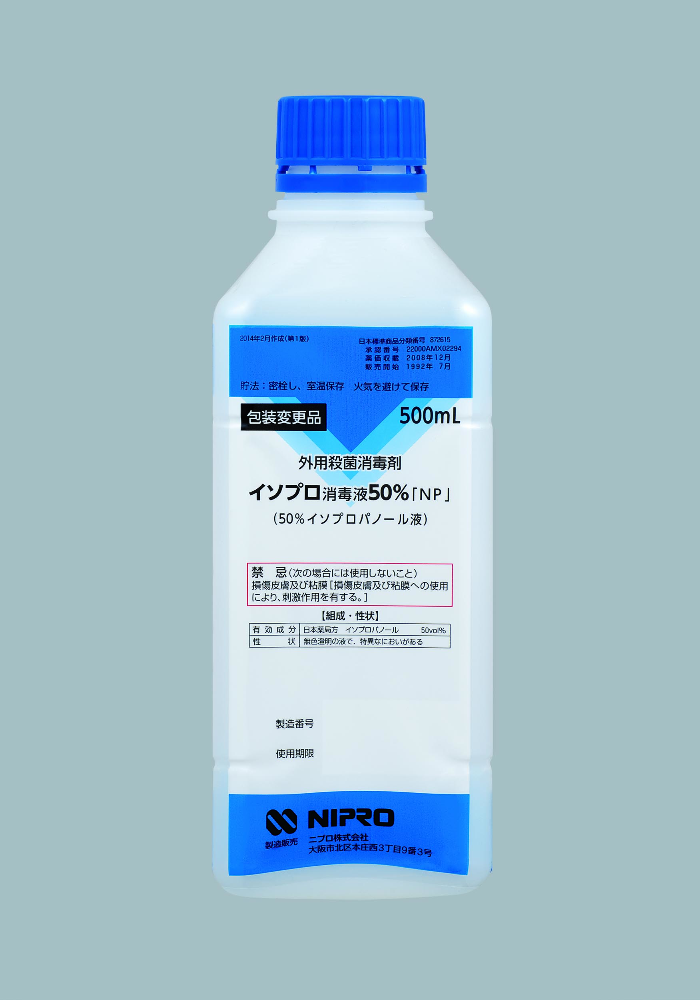 2014年2月作成(第1版)
日本標準商品分類番号 872615
承認番号 22000AMX02294
薬価収載 2008年12月
販売開始 1992年 7月
貯法：密栓し、室温保存 火気を避けて保存
包装変更品
500mL
外用殺菌消毒剤
イソプロ消毒液50%「NP」
(50%イソプロパノール液)
禁 忌(次の場合には使用しないこと)
損傷皮膚及び粘膜[損傷皮膚及び粘膜への使用
により、刺激作用を有する。]
【組成・性状】
有効成分 日本薬局方 イソプロパノール 50vol%
性状 無色澄明の液で、特異なにおいがある
製造番号
使用期限
NIPRO
製造販売 ニプロ株式会社
大阪市北区本庄西3丁目9番3号